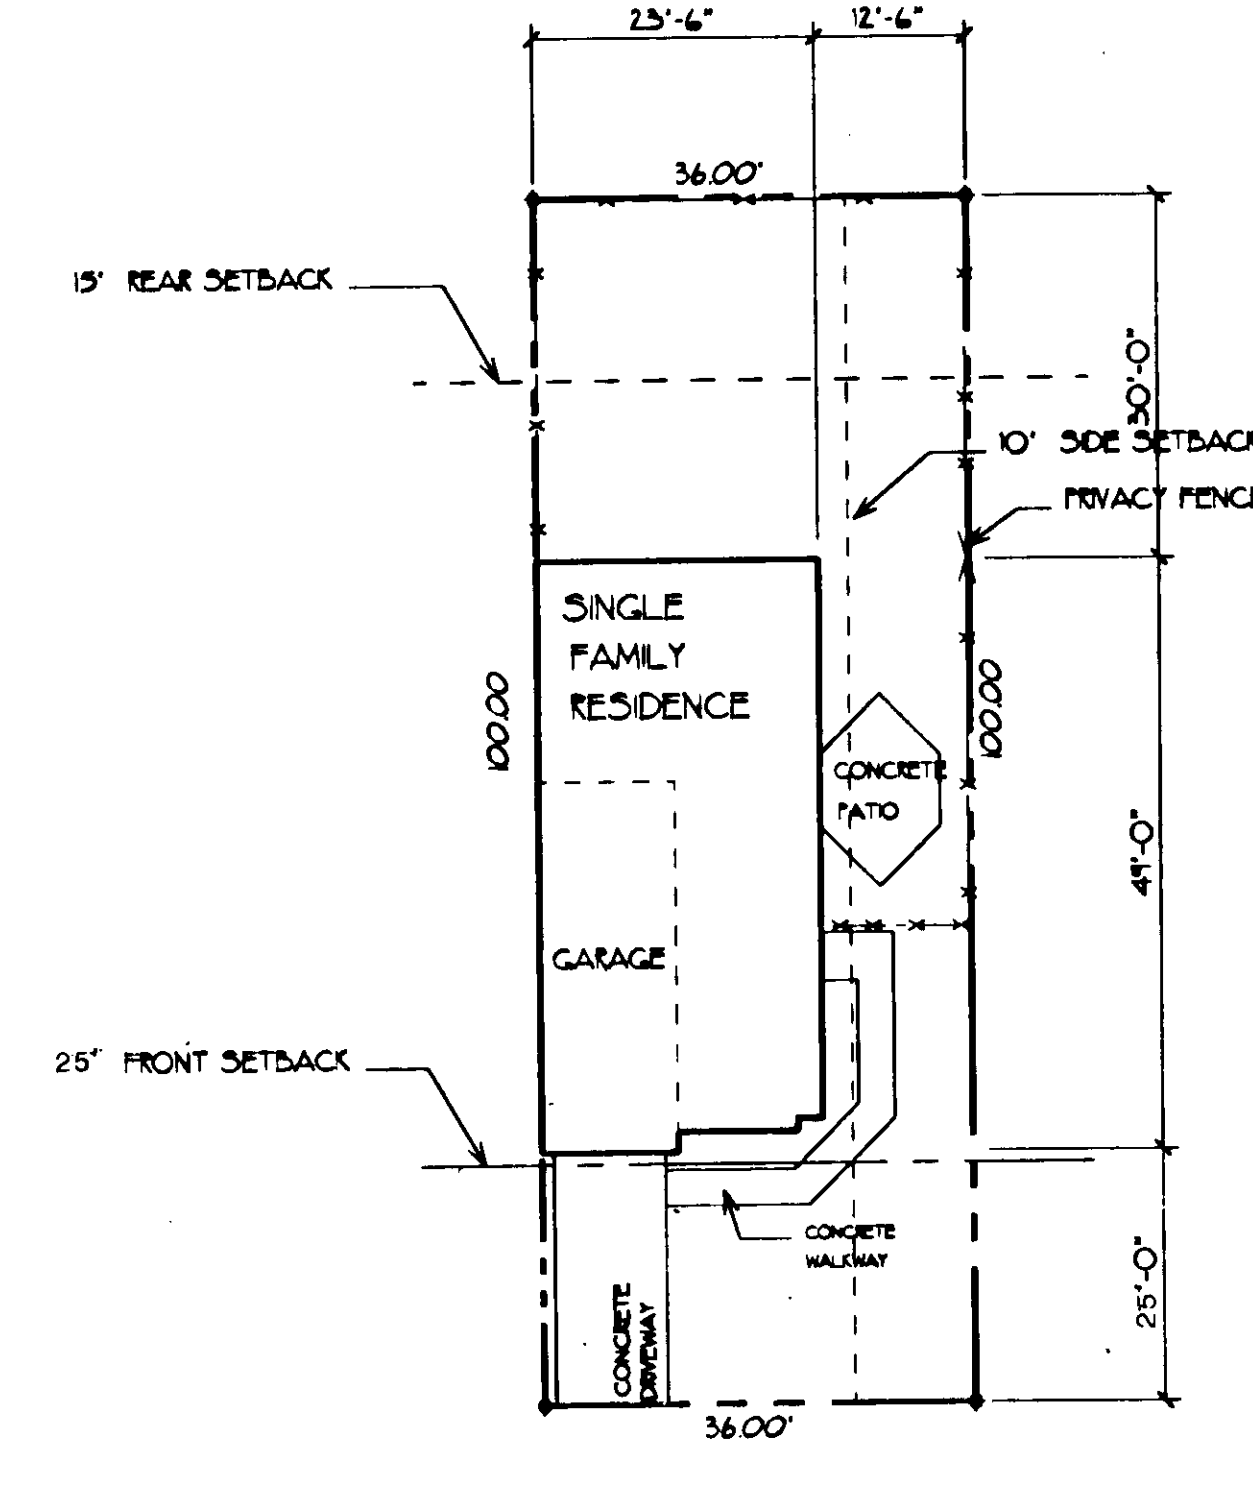 23'-6" 12'-6"
36.00'
15' REAR SETBACK
30'-0"
10' SIDE SETBACK
PRIVACY FENC
SINGLE
FAMILY
RESIDENCE
100.00
100.00
CONCRETE
PATIO
49'-0"
GARAGE
25' FRONT SETBACK
CONCRETE
WALKWAY
25'-0"
CONCRETE
DRIVEWAY
36.00'